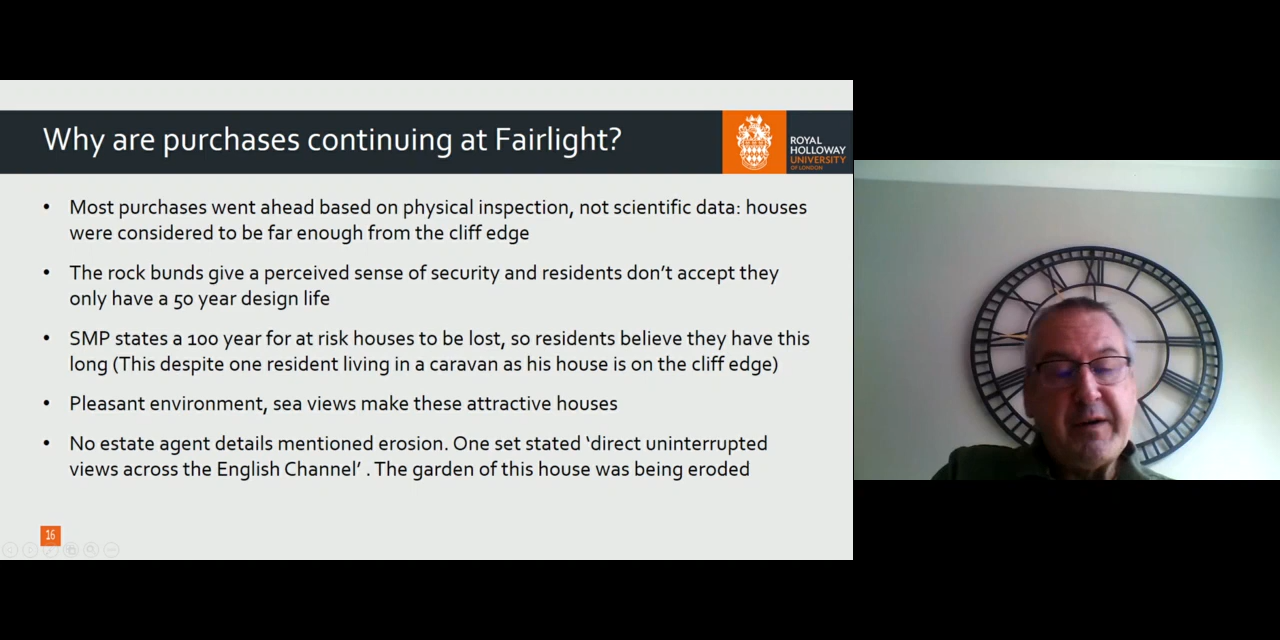 Why are purchases continuing at Fairlight?
ROYAL
HOLLOWAY
UNIVERSITY
OF LONDON
• Most purchases went ahead based on physical inspection, not scientific data: houses
were considered to be far enough from the cliff edge
• The rock bunds give a perceived sense of security and residents don’t accept they
only have a 50 year design life
• SMP states a 100 year for at risk houses to be lost, so residents believe they have this
long (This despite one resident living in a caravan as his house is on the cliff edge)
• Pleasant environment, sea views make these attractive houses
• No estate agent details mentioned erosion. One set stated ‘direct uninterrupted
views across the English Channel’ . The garden of this house was being eroded
16